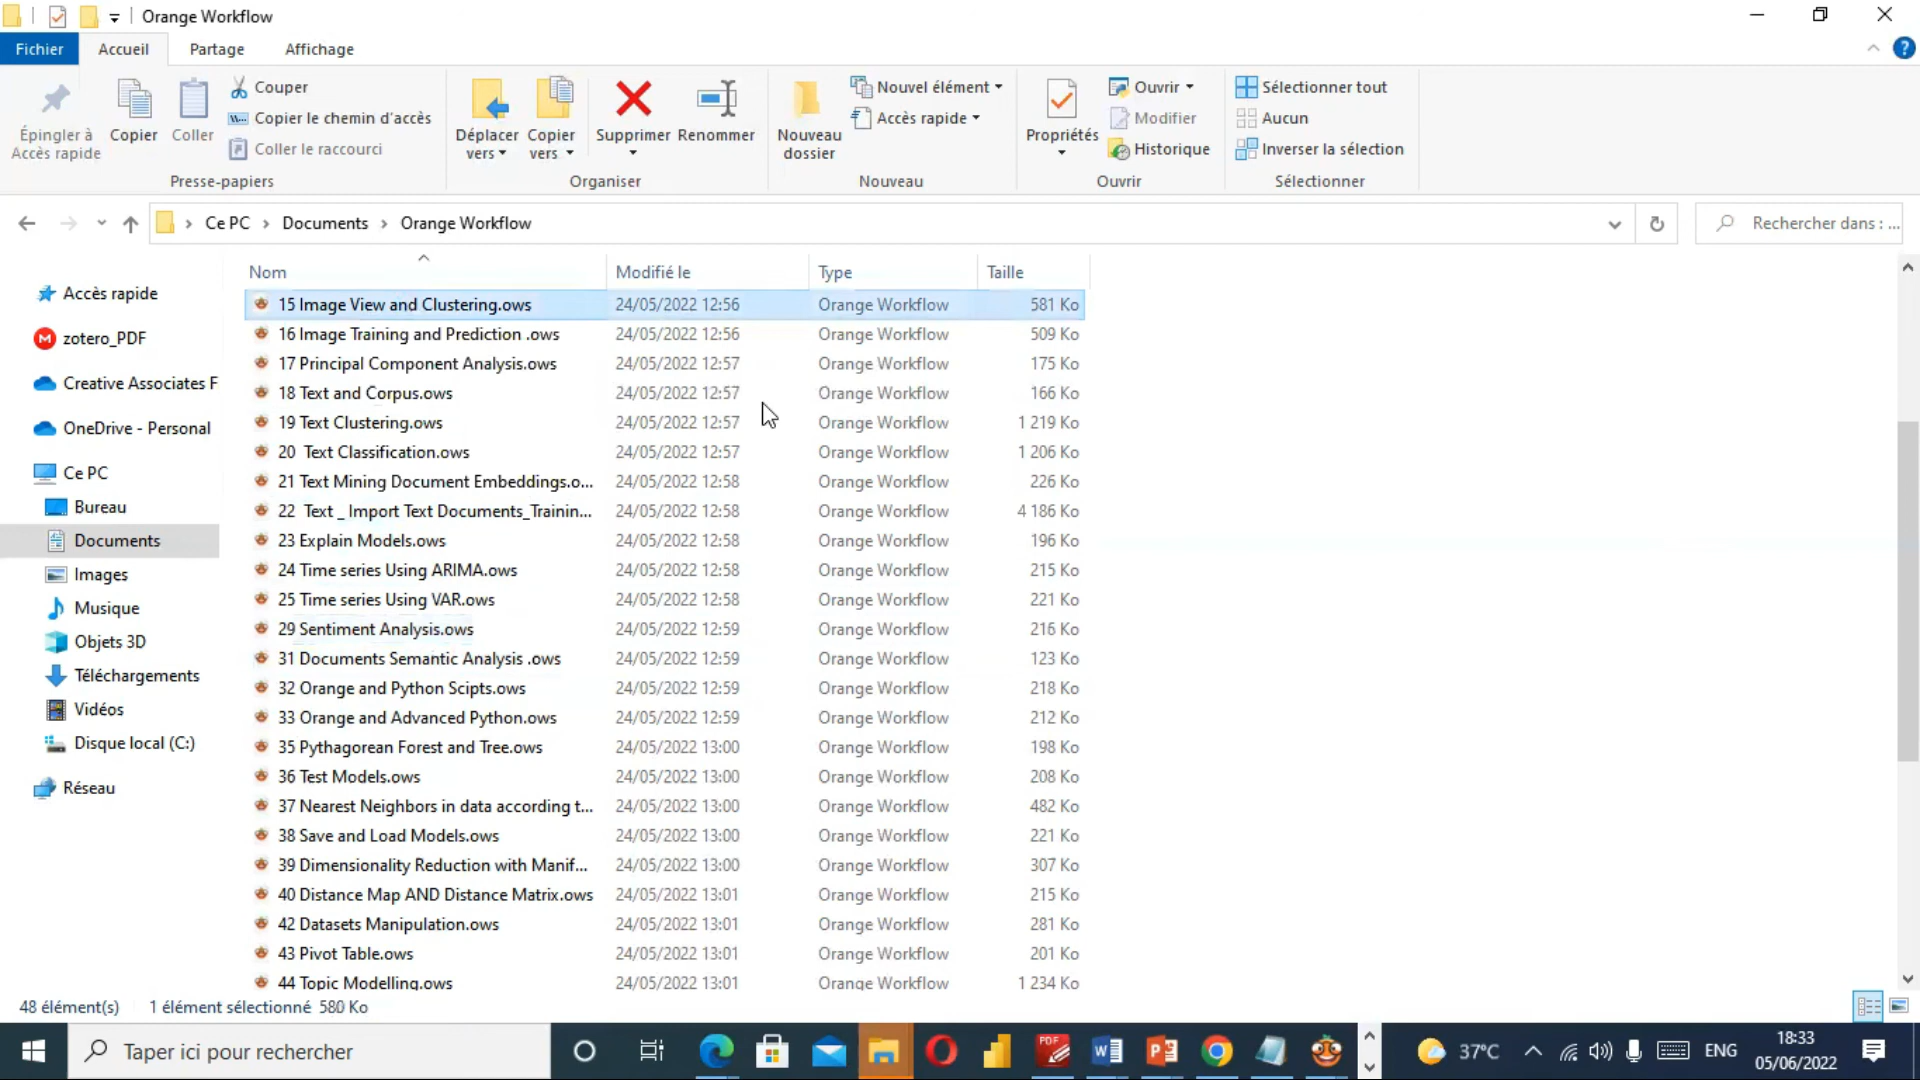 Orange Workflow
Fichier Accueil Partage Affichage
Épingler à Accès rapide
Copier
Coller
Couper
Copier le chemin d'accès
Coller le raccourci
Presse-papiers
Déplacer vers
Copier vers
Supprimer
Renommer
Organiser
Nouveau dossier
Nouvel élément
Accès rapide
Nouveau
Propriétés
Ouvrir
Modifier
Historique
Ouvrir
Sélectionner tout
Aucun
Inverser la sélection
Sélectionner
Ce PC > Documents > Orange Workflow
Rechercher dans : ...
Accès rapide
zotero_PDF
Creative Associates F
OneDrive - Personal
Ce PC
Bureau
Documents
Images
Musique
Objets 3D
Téléchargements
Vidéos
Disque local (C:)
Réseau
Nom Modifié le Type Taille
15 Image View and Clustering.ows 24/05/2022 12:56 Orange Workflow 581 Ko
16 Image Training and Prediction .ows 24/05/2022 12:56 Orange Workflow 509 Ko
17 Principal Component Analysis.ows 24/05/2022 12:57 Orange Workflow 175 Ko
18 Text and Corpus.ows 24/05/2022 12:57 Orange Workflow 166 Ko
19 Text Clustering.ows 24/05/2022 12:57 Orange Workflow 1 219 Ko
20  Text Classification.ows 24/05/2022 12:57 Orange Workflow 1 206 Ko
21 Text Mining Document Embeddings.o... 24/05/2022 12:58 Orange Workflow 226 Ko
22  Text _ Import Text Documents_Trainin... 24/05/2022 12:58 Orange Workflow 4 186 Ko
23 Explain Models.ows 24/05/2022 12:58 Orange Workflow 196 Ko
24 Time series Using ARIMA.ows 24/05/2022 12:58 Orange Workflow 215 Ko
25 Time series Using VAR.ows 24/05/2022 12:58 Orange Workflow 221 Ko
29 Sentiment Analysis.ows 24/05/2022 12:59 Orange Workflow 216 Ko
31 Documents Semantic Analysis .ows 24/05/2022 12:59 Orange Workflow 123 Ko
32 Orange and Python Scipts.ows 24/05/2022 12:59 Orange Workflow 218 Ko
33 Orange and Advanced Python.ows 24/05/2022 12:59 Orange Workflow 212 Ko
35 Pythagorean Forest and Tree.ows 24/05/2022 13:00 Orange Workflow 198 Ko
36 Test Models.ows 24/05/2022 13:00 Orange Workflow 208 Ko
37 Nearest Neighbors in data according t... 24/05/2022 13:00 Orange Workflow 482 Ko
38 Save and Load Models.ows 24/05/2022 13:00 Orange Workflow 221 Ko
39 Dimensionality Reduction with Manif... 24/05/2022 13:00 Orange Workflow 307 Ko
40 Distance Map AND Distance Matrix.ows 24/05/2022 13:01 Orange Workflow 215 Ko
42 Datasets Manipulation.ows 24/05/2022 13:01 Orange Workflow 281 Ko
43 Pivot Table.ows 24/05/2022 13:01 Orange Workflow 201 Ko
44 Topic Modelling.ows 24/05/2022 13:01 Orange Workflow 1 234 Ko
48 élément(s) 1 élément sélectionné 580 Ko
Taper ici pour rechercher
37°C
ENG
18:33
05/06/2022